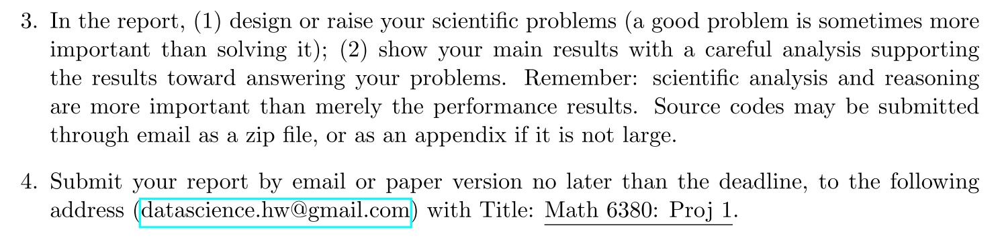 3. In the report, (1) design or raise your scientific problems (a good problem is sometimes more
important than solving it); (2) show your main results with a careful analysis supporting
the results toward answering your problems. Remember: scientific analysis and reasoning
are more important than merely the performance results. Source codes may be submitted
through email as a zip file, or as an appendix if it is not large.
4. Submit your report by email or paper version no later than the deadline, to the following
address (datascience.hw@gmail.com) with Title: Math 6380: Proj 1.